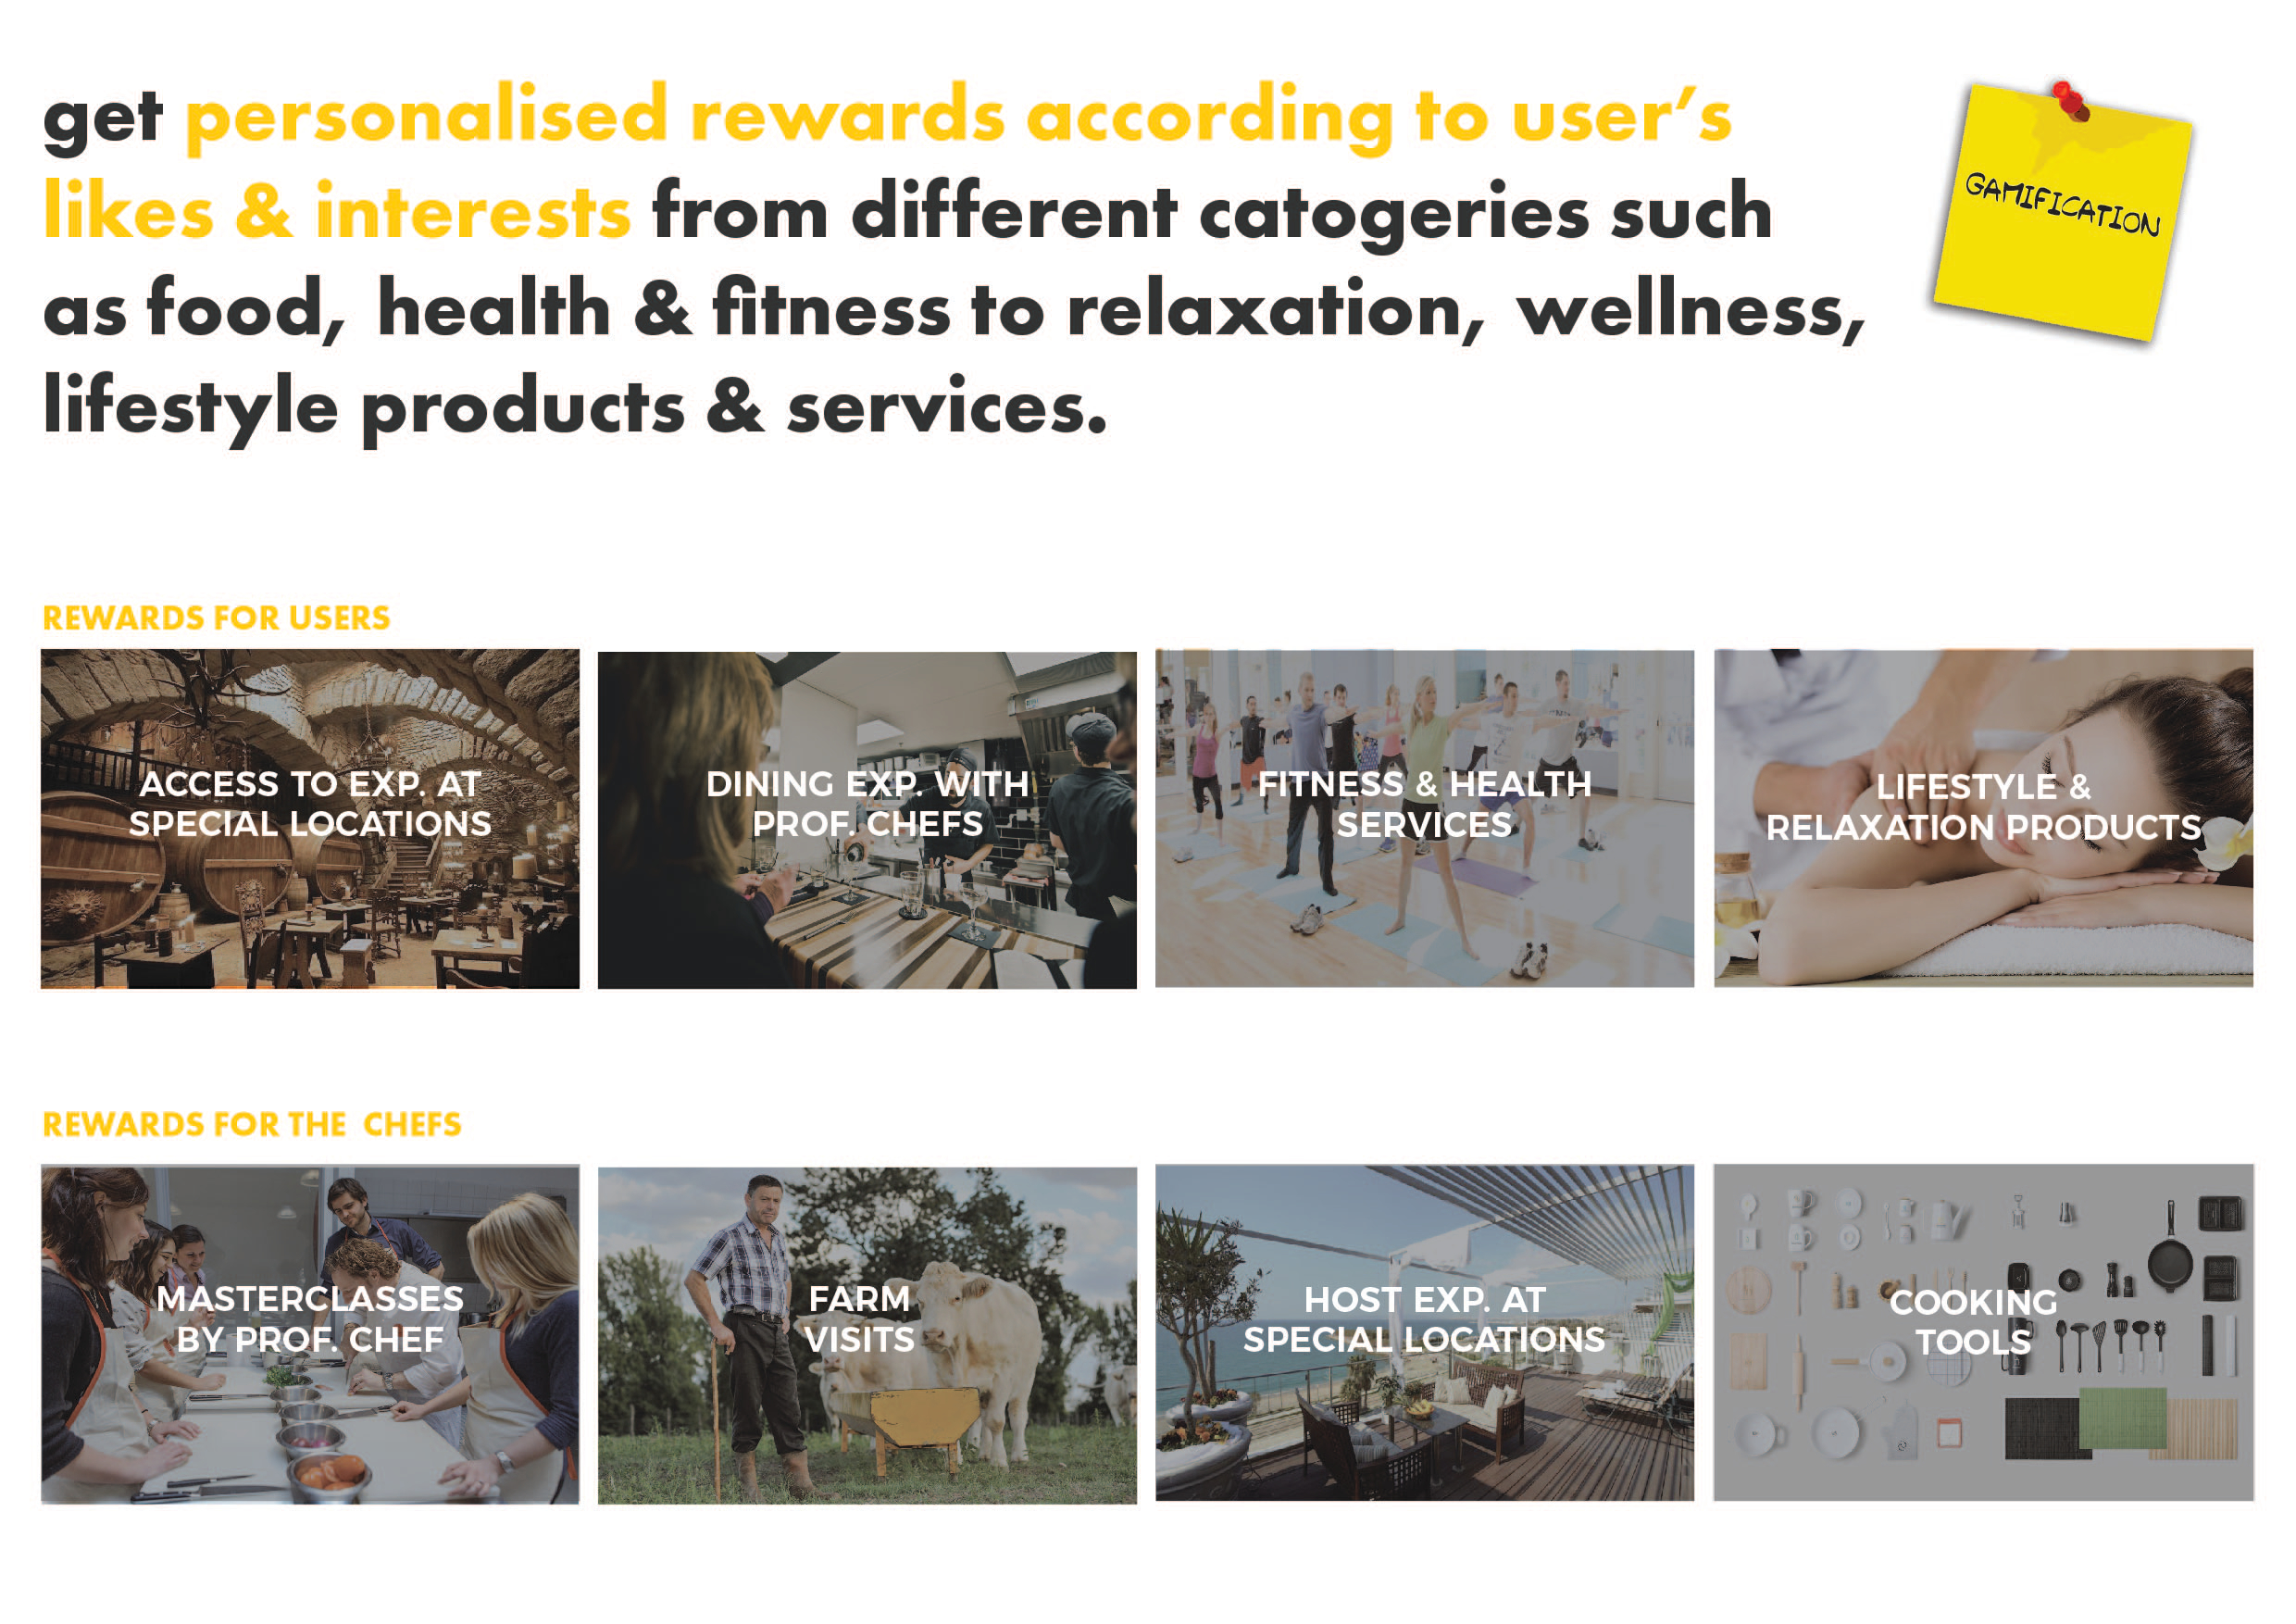 get personalised rewards according to user’s
likes & interests from different catogeries such
as food, health & fitness to relaxation, wellness,
lifestyle products & services.
GAMIFICATION
REWARDS FOR USERS
ACCESS TO EXP. AT
SPECIAL LOCATIONS
DINING EXP. WITH
PROF. CHEFS
FITNESS & HEALTH
SERVICES
LIFESTYLE &
RELAXATION PRODUCTS
REWARDS FOR THE CHEFS
MASTERCLASSES
BY PROF. CHEF
FARM
VISITS
HOST EXP. AT
SPECIAL LOCATIONS
COOKING
TOOLS